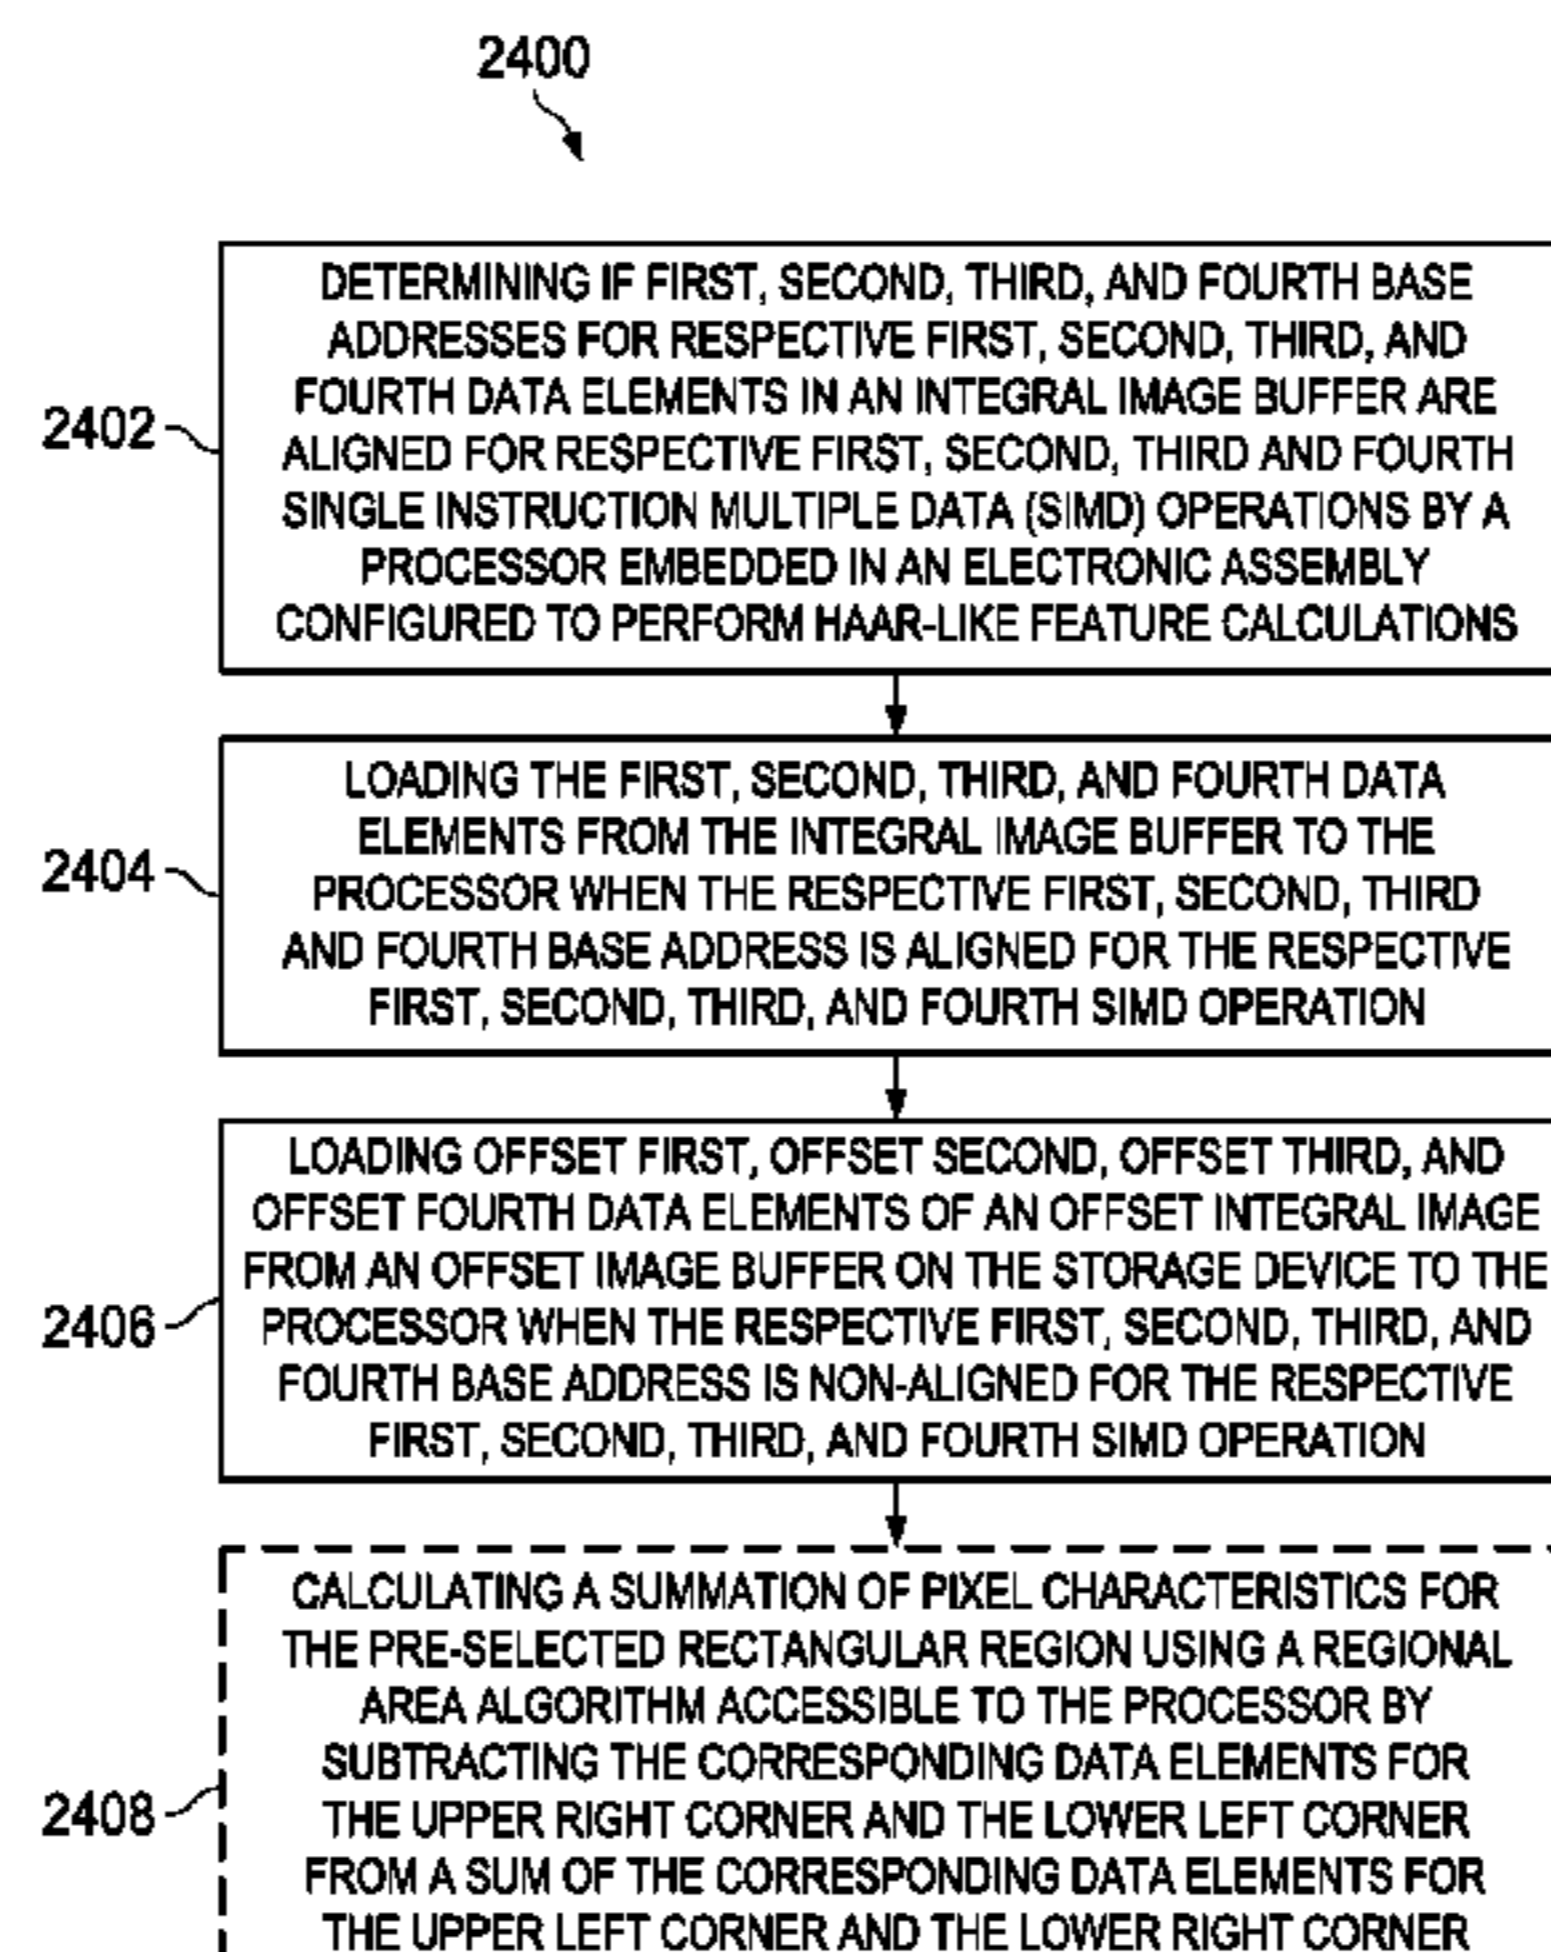 2400
2402
DETERMINING IF FIRST, SECOND, THIRD, AND FOURTH BASE
ADDRESSES FOR RESPECTIVE FIRST, SECOND, THIRD, AND
FOURTH DATA ELEMENTS IN AN INTEGRAL IMAGE BUFFER ARE
ALIGNED FOR RESPECTIVE FIRST, SECOND, THIRD AND FOURTH
SINGLE INSTRUCTION MULTIPLE DATA (SIMD) OPERATIONS BY A
PROCESSOR EMBEDDED IN AN ELECTRONIC ASSEMBLY
CONFIGURED TO PERFORM HAAR-LIKE FEATURE CALCULATIONS
2404
LOADING THE FIRST, SECOND, THIRD, AND FOURTH DATA
ELEMENTS FROM THE INTEGRAL IMAGE BUFFER TO THE
PROCESSOR WHEN THE RESPECTIVE FIRST, SECOND, THIRD
AND FOURTH BASE ADDRESS IS ALIGNED FOR THE RESPECTIVE
FIRST, SECOND, THIRD, AND FOURTH SIMD OPERATION
2406
LOADING OFFSET FIRST, OFFSET SECOND, OFFSET THIRD, AND
OFFSET FOURTH DATA ELEMENTS OF AN OFFSET INTEGRAL IMAGE
FROM AN OFFSET IMAGE BUFFER ON THE STORAGE DEVICE TO THE
PROCESSOR WHEN THE RESPECTIVE FIRST, SECOND, THIRD, AND
FOURTH BASE ADDRESS IS NON-ALIGNED FOR THE RESPECTIVE
FIRST, SECOND, THIRD, AND FOURTH SIMD OPERATION
2408
CALCULATING A SUMMATION OF PIXEL CHARACTERISTICS FOR
THE PRE-SELECTED RECTANGULAR REGION USING A REGIONAL
AREA ALGORITHM ACCESSIBLE TO THE PROCESSOR BY
SUBTRACTING THE CORRESPONDING DATA ELEMENTS FOR
THE UPPER RIGHT CORNER AND THE LOWER LEFT CORNER
FROM A SUM OF THE CORRESPONDING DATA ELEMENTS FOR
THE UPPER LEFT CORNER AND THE LOWER RIGHT CORNER